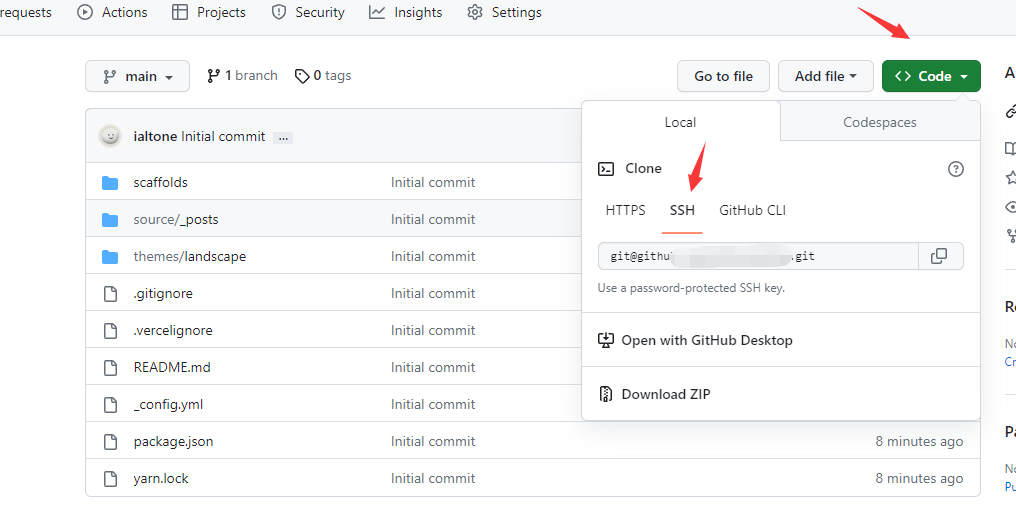 requests Actions Projects Security Insights Settings
main 1 branch 0 tags Go to file Add file Code
Local Codespaces
ialtone Initial commit ...
Clone
scaffolds Initial commit
HTTPS SSH GitHub CLI
source/_posts Initial commit
themes/landscape Initial commit
git@githu .git
Use a password-protected SSH key.
.gitignore Initial commit
.vercelignore Initial commit
Open with GitHub Desktop
README.md Initial commit
Download ZIP
_config.yml Initial commit
package.json Initial commit 8 minutes ago
yarn.lock Initial commit 8 minutes ago
A
Re
No
Cr
Pa
No
Pu